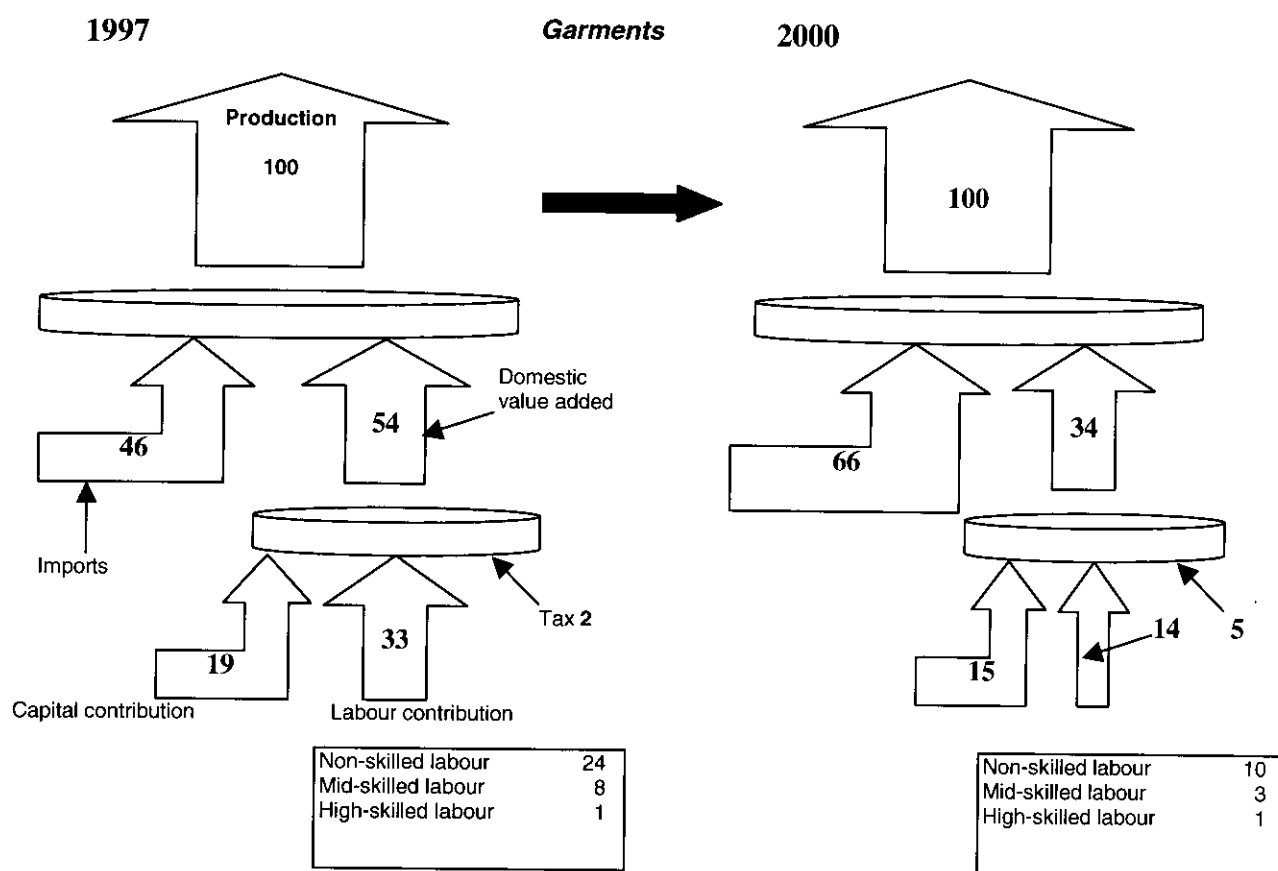 1997
Garments
2000
Production
100
100
Domestic
value added
46
54
66
34
Imports
Tax 2
19
33
15
14
5
Capital contribution
Labour contribution
Non-skilled labour 24
Mid-skilled labour 8
High-skilled labour 1
Non-skilled labour 10
Mid-skilled labour 3
High-skilled labour 1